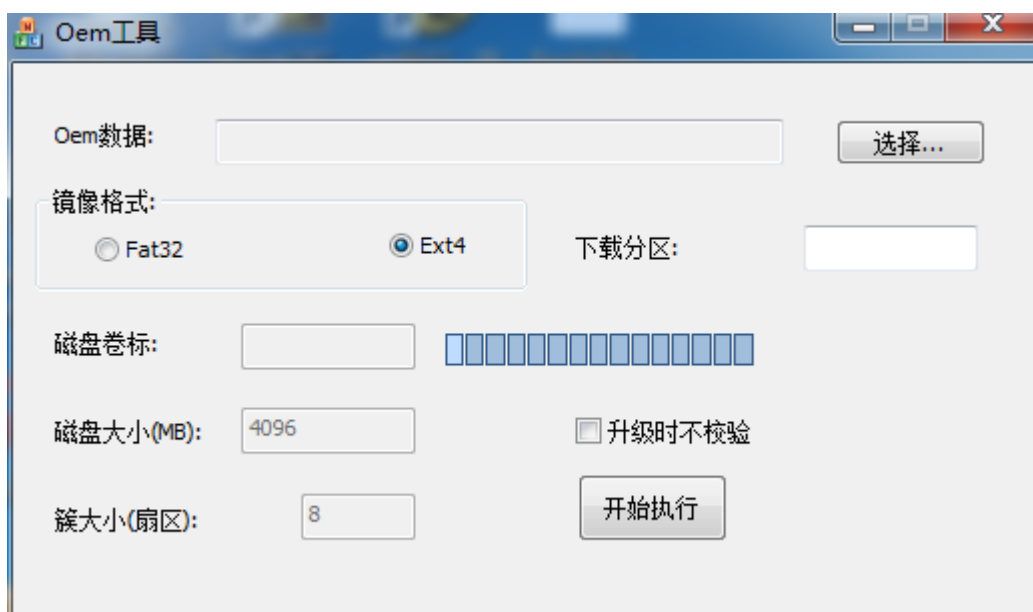 Oem工具
Oem数据:
选择...
镜像格式:
Fat32
Ext4
下载分区:
磁盘卷标:
磁盘大小(MB):
4096
升级时不校验
簇大小(扇区):
8
开始执行